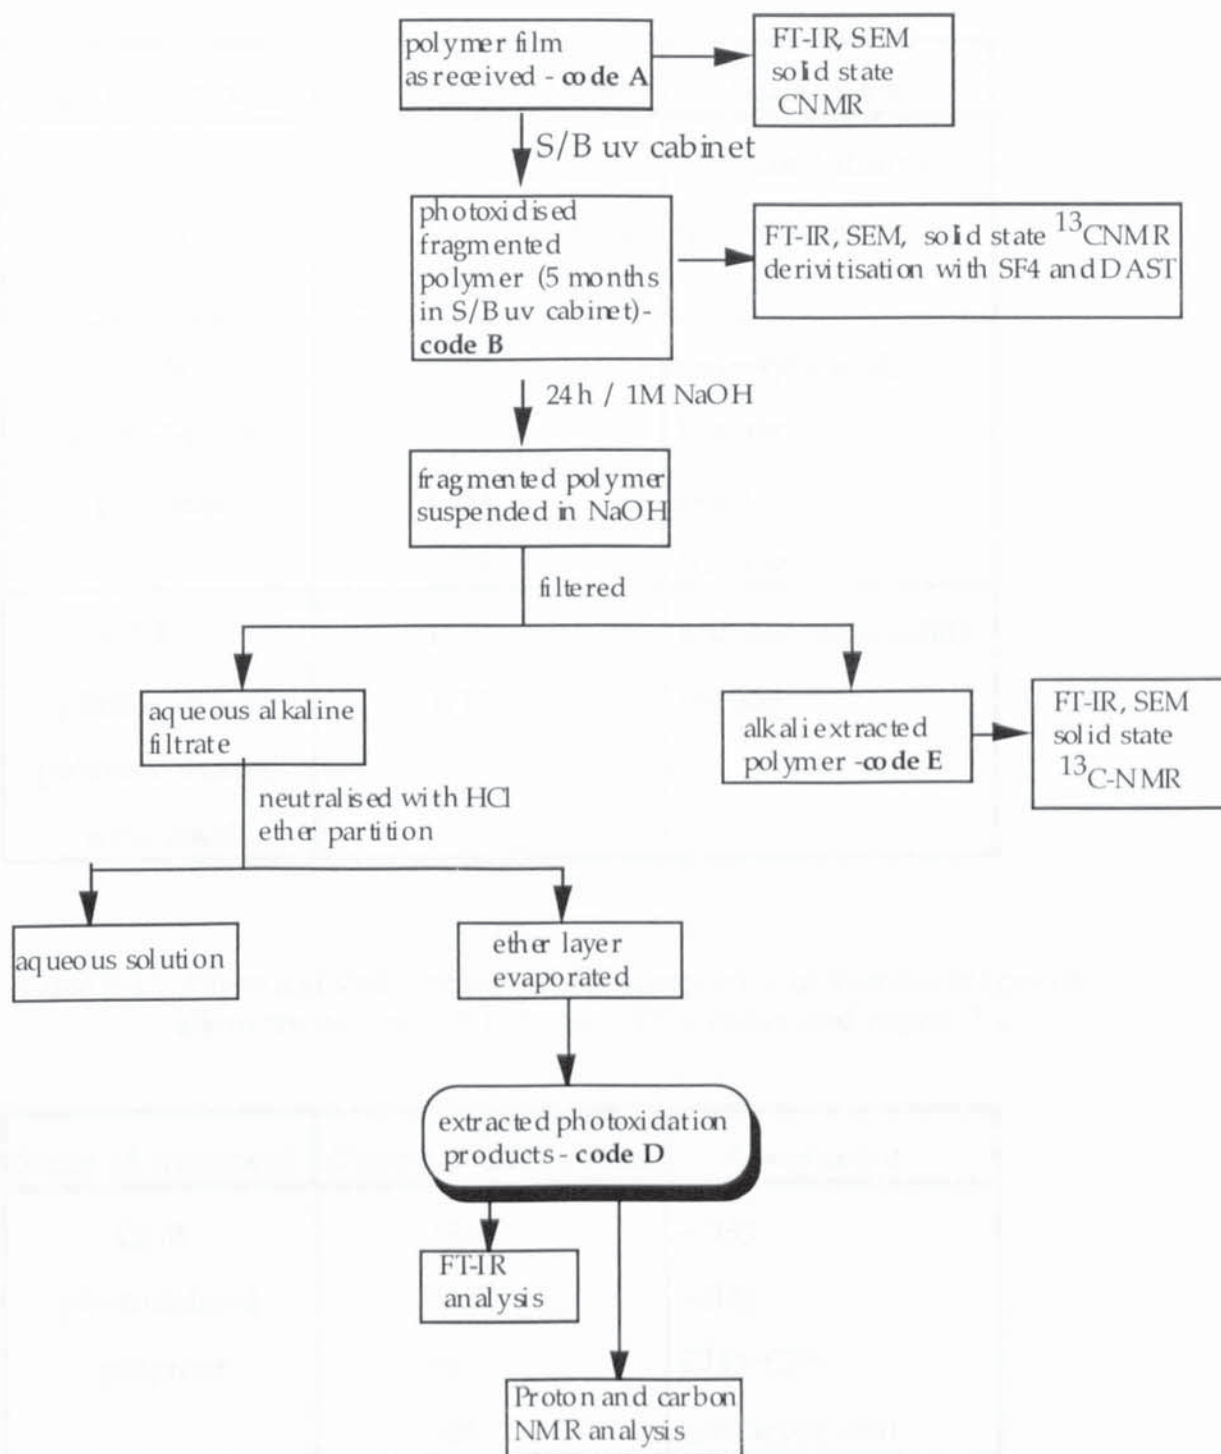 polymer film
as received - code A
FT-IR, SEM
solid state
CNMR
S/B uv cabinet
photoxidised
fragmented
polymer (5 months
in S/B uv cabinet)-
code B
FT-IR, SEM, solid state 13CNMR
derivitisation with SF4 and DAST
24h / 1M NaOH
fragmented polymer
suspended in NaOH
filtered
aqueous alkaline
filtrate
alkali extracted
polymer -code E
FT-IR, SEM
solid state
13C-NMR
neutralised with HCl
ether partition
aqueous solution
ether layer
evaporated
extracted photoxidation
products- code D
FT-IR
analysis
Proton and carbon
NMR analysis